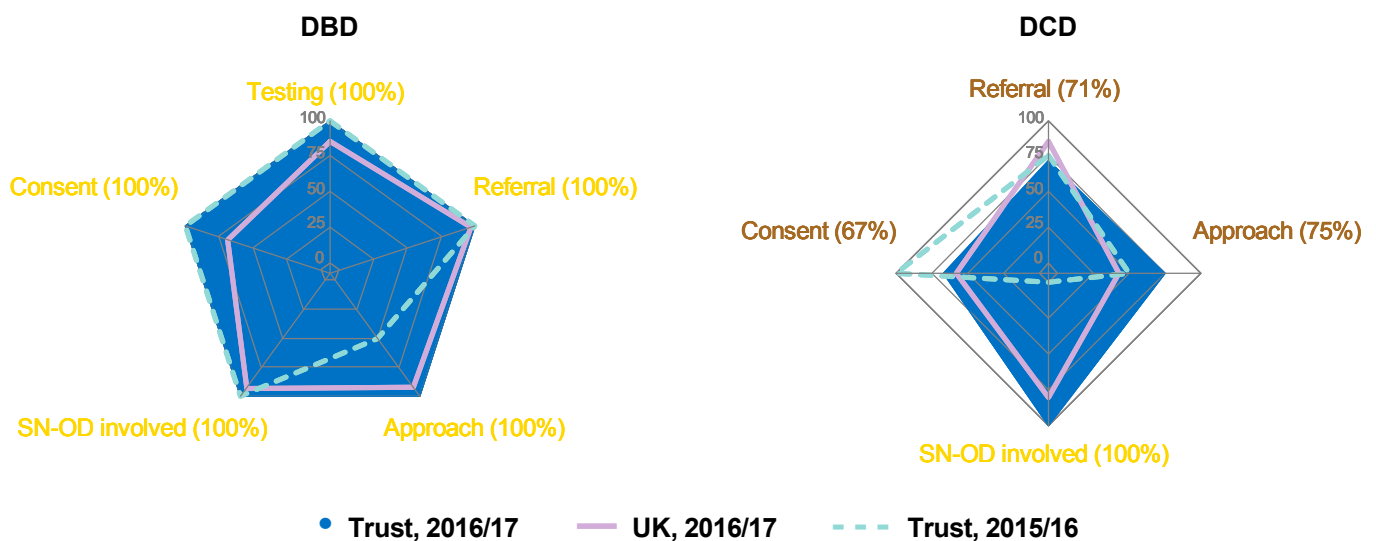 DBD
Testing (100%)
100
75
50
25
0
Consent (100%)
Referral (100%)
SN-OD involved (100%)
Approach (100%)
DCD
Referral (71%)
100
75
50
25
0
Consent (67%)
Approach (75%)
SN-OD involved (100%)
Trust, 2016/17
UK, 2016/17
Trust, 2015/16